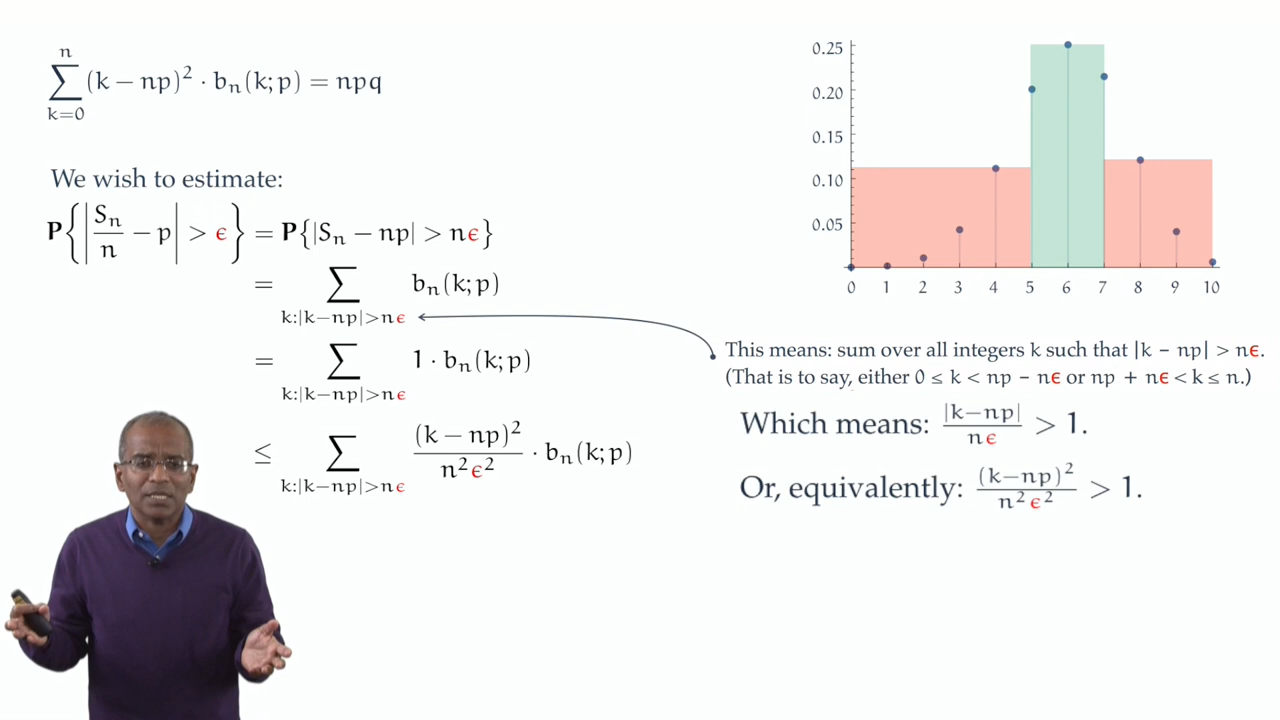 n
∑ (k − np)² · bₙ(k; p) = npq
k=0
We wish to estimate:
P{|Sₙ/n − p| > ϵ} = P{|Sₙ − np| > nϵ}
= ∑ bₙ(k; p)
k:|k−np|>nϵ
= ∑ 1 · bₙ(k; p)
k:|k−np|>nϵ
≤ ∑ (k − np)²/n²ϵ² · bₙ(k; p)
k:|k−np|>nϵ
0.25
0.20
0.15
0.10
0.05
0 1 2 3 4 5 6 7 8 9 10
This means: sum over all integers k such that |k − np| > nϵ.
(That is to say, either 0 ≤ k < np − nϵ or np + nϵ < k ≤ n.)
Which means: |k−np|/nϵ > 1.
Or, equivalently: (k−np)²/n²ϵ² > 1.